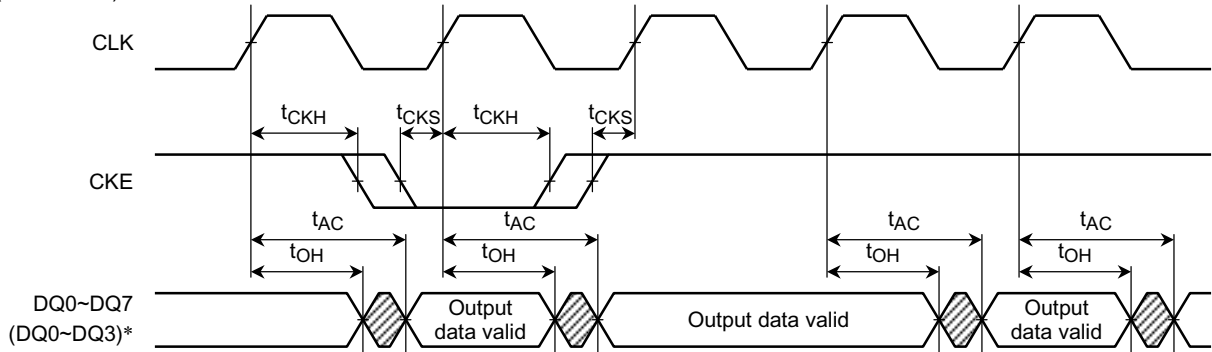 CLK
tCKH
tCKS
tCKH
tCKS
CKE
tAC
tAC
tAC
tAC
tOH
tOH
tOH
tOH
DQ0~DQ7
(DQ0~DQ3)*
Output
data valid
Output data valid
Output
data valid